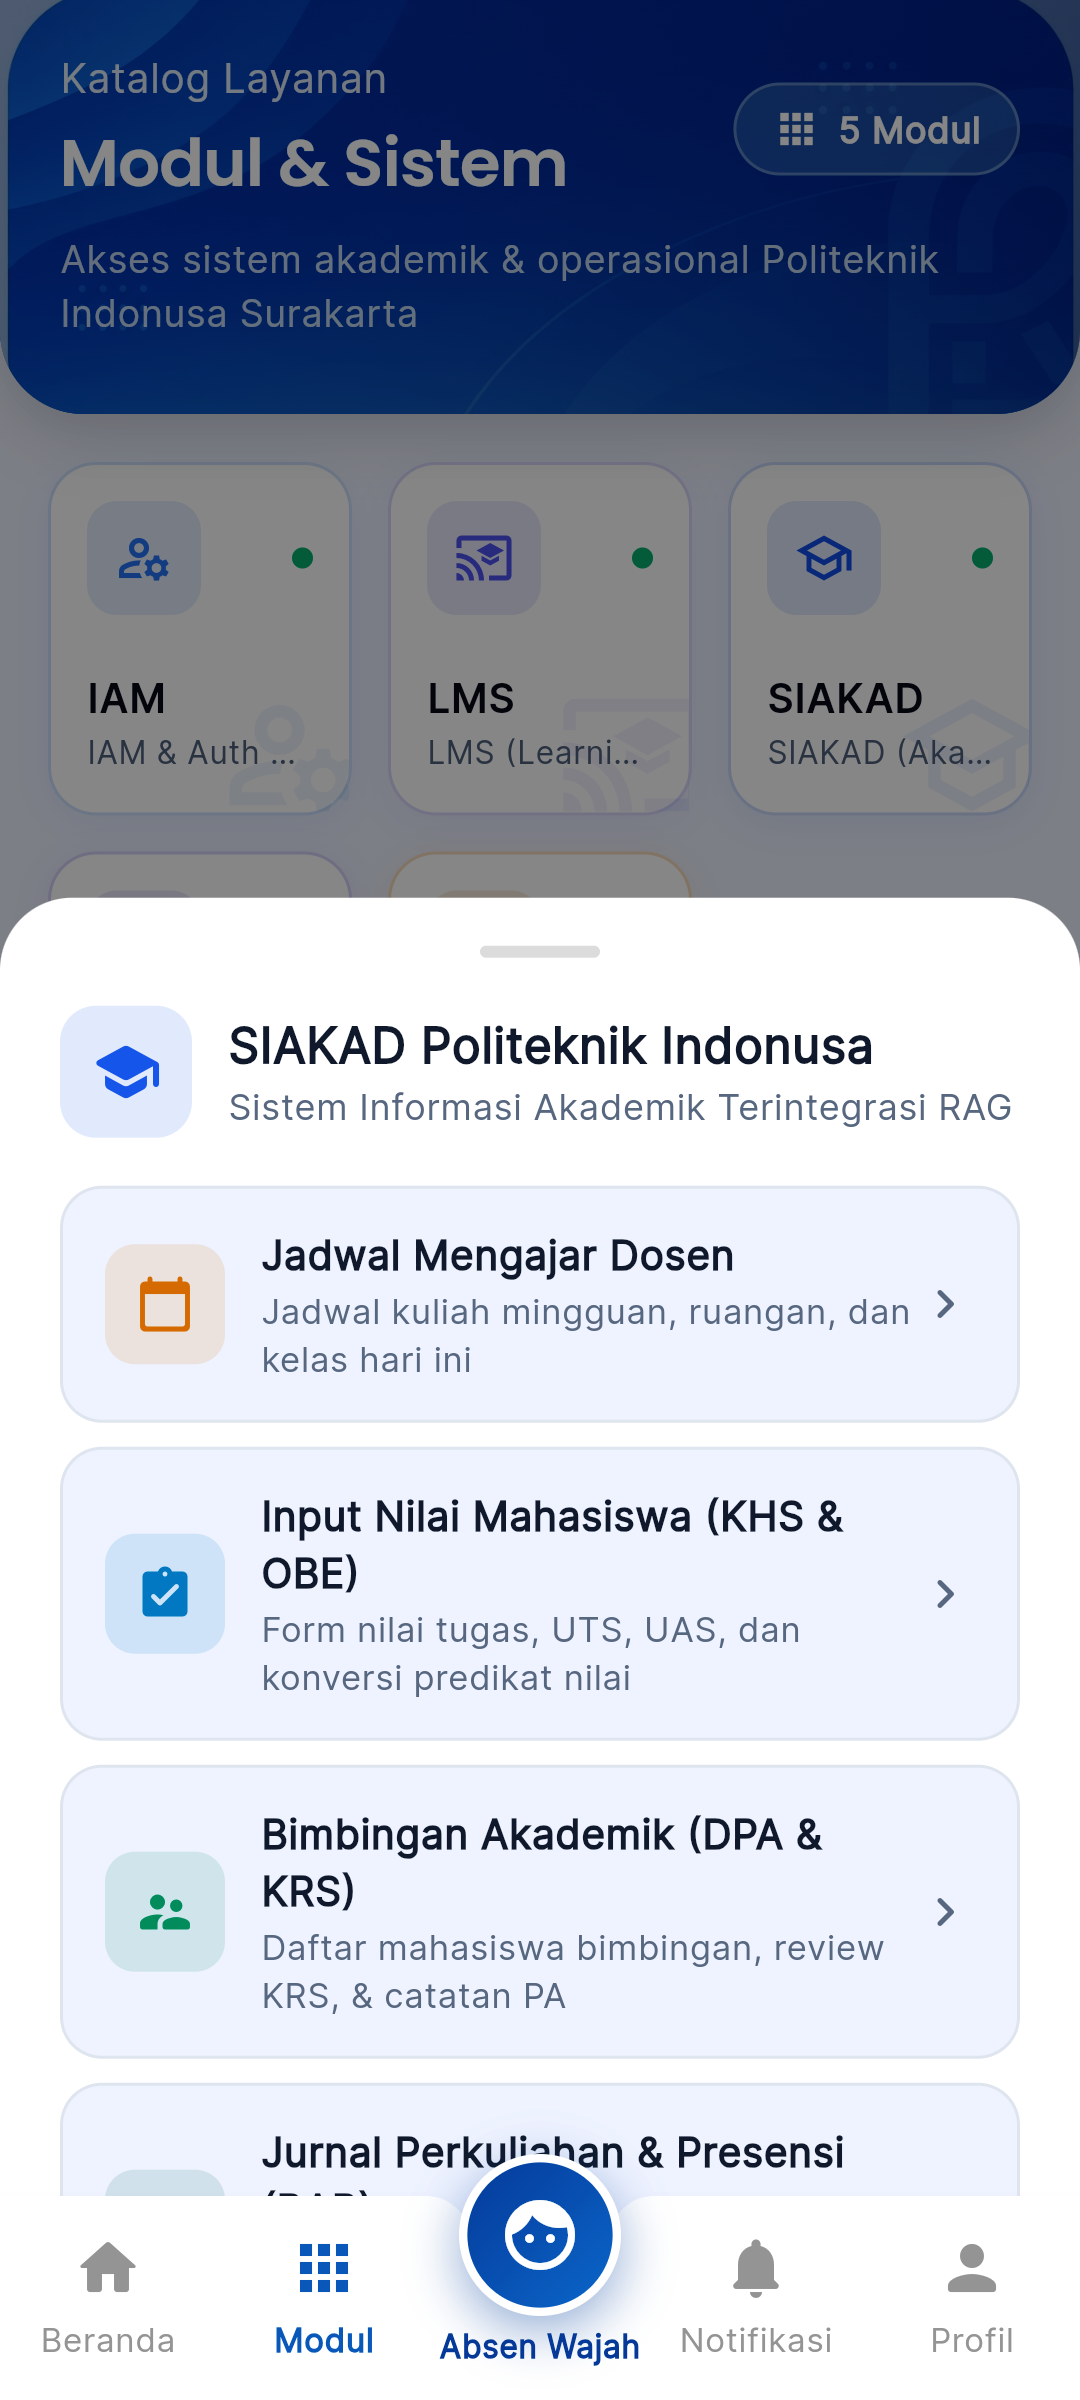 Katalog Layanan
Modul & Sistem
5 Modul
Akses sistem akademik & operasional Politeknik
Indonusa Surakarta
IAM
IAM & Auth ...
LMS
LMS (Learni...
SIAKAD
SIAKAD (Aka...
SIAKAD Politeknik Indonusa
Sistem Informasi Akademik Terintegrasi RAG
Jadwal Mengajar Dosen
Jadwal kuliah mingguan, ruangan, dan
kelas hari ini
Input Nilai Mahasiswa (KHS &
OBE)
Form nilai tugas, UTS, UAS, dan
konversi predikat nilai
Bimbingan Akademik (DPA &
KRS)
Daftar mahasiswa bimbingan, review
KRS, & catatan PA
Jurnal Perkuliahan & Presensi
Beranda
Modul
Absen Wajah
Notifikasi
Profil